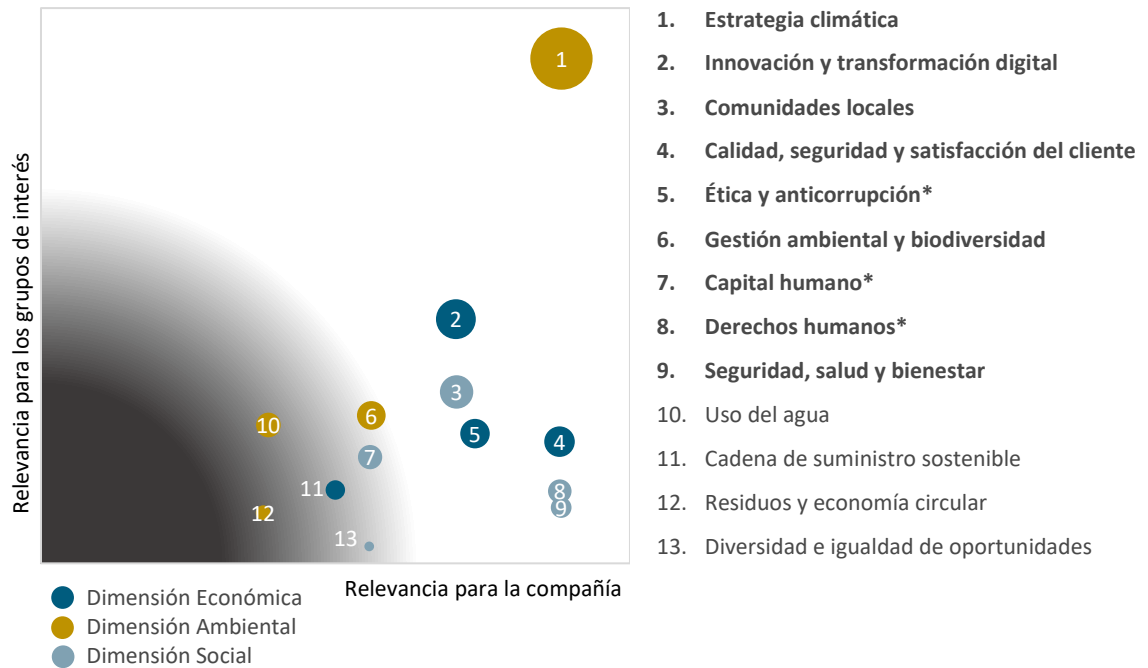 Relevancia para los grupos de interés
1
2
3
4
5
6
7
8
9
10
11
12
13
Relevancia para la compañía
Dimensión Económica
Dimensión Ambiental
Dimensión Social
1. Estrategia climática
2. Innovación y transformación digital
3. Comunidades locales
4. Calidad, seguridad y satisfacción del cliente
5. Ética y anticorrupción*
6. Gestión ambiental y biodiversidad
7. Capital humano*
8. Derechos humanos*
9. Seguridad, salud y bienestar
10. Uso del agua
11. Cadena de suministro sostenible
12. Residuos y economía circular
13. Diversidad e igualdad de oportunidades